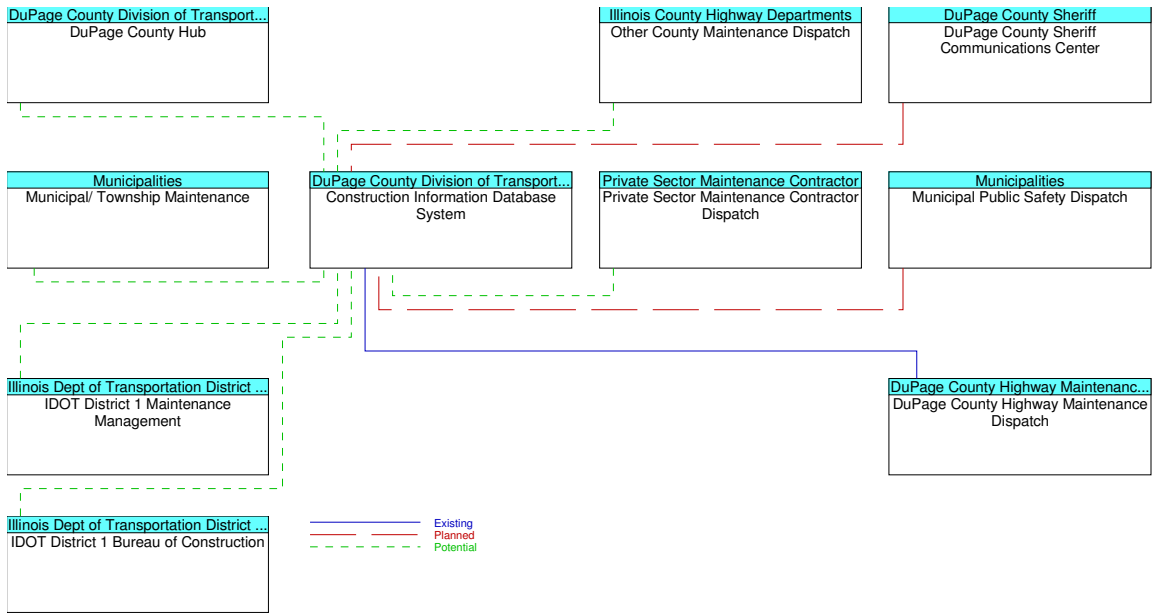 DuPage County Division of Transport...
DuPage County Hub
Illinois County Highway Departments
Other County Maintenance Dispatch
DuPage County Sheriff
DuPage County Sheriff
Communications Center
Municipalities
Municipal/ Township Maintenance
DuPage County Division of Transport...
Construction Information Database
System
Private Sector Maintenance Contractor
Private Sector Maintenance Contractor
Dispatch
Municipalities
Municipal Public Safety Dispatch
Illinois Dept of Transportation District ...
IDOT District 1 Maintenance
Management
DuPage County Highway Maintenanc...
DuPage County Highway Maintenance
Dispatch
Illinois Dept of Transportation District ...
IDOT District 1 Bureau of Construction
Existing
Planned
Potential